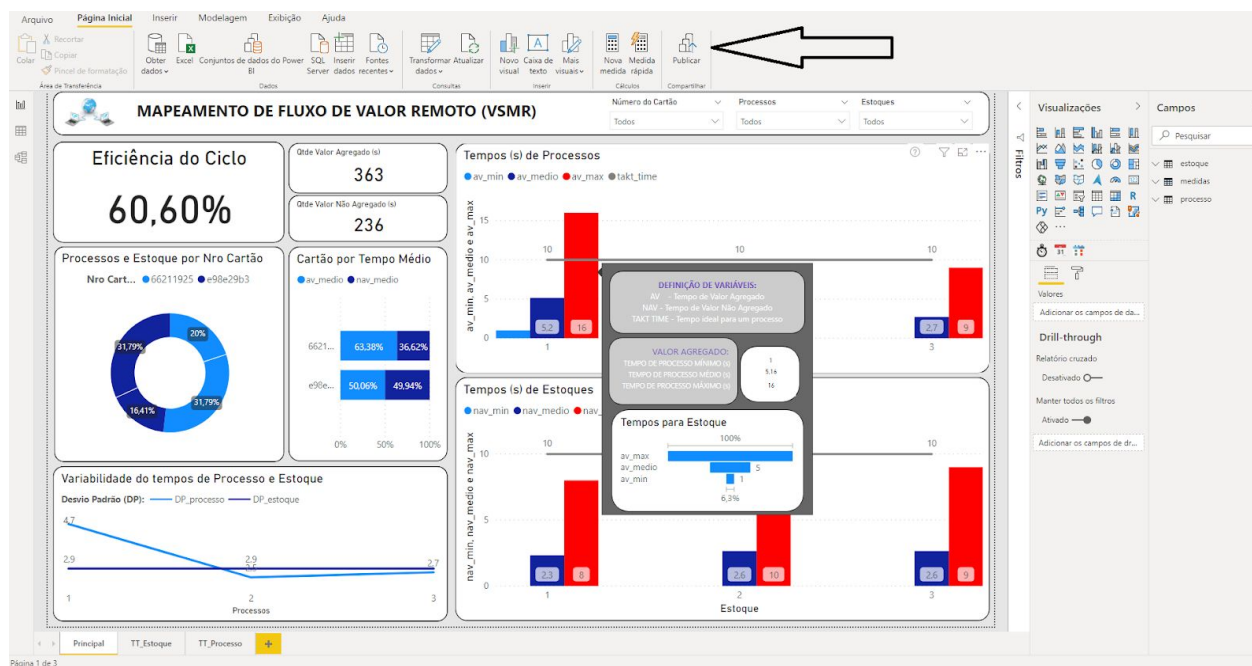 Arquivo Página Inicial Inserir Modelagem Exibição Ajuda
Colar
Recortar
Copiar
Pincel de formatação
Obter dados
Excel
Conjuntos de dados do Power BI
SQL Server
Inserir dados
Fontes recentes
Transformar dados
Atualizar
Novo visual
Caixa de texto
Mais visuais
Nova medida
Medida rápida
Publicar
Área de Transferência Dados Consultas Inserir Cálculos Compartilhar
MAPEAMENTO DE FLUXO DE VALOR REMOTO (VSMR)
Número do Cartão
Todos
Processos
Todos
Estoques
Todos
Eficiência do Ciclo
60,60%
Qtde Valor Agregado (s)
363
Qtde Valor Não Agregado (s)
236
Processos e Estoque por Nro Cartão
Nro Cart... 66211925 e98e29b3
20%
31,79%
16,41%
31,79%
Cartão por Tempo Médio
av_medio nav_medio
6621... 63,38% 36,62%
e98e... 50,06% 49,94%
0% 50% 100%
Variabilidade do tempos de Processo e Estoque
Desvio Padrão (DP): DP_processo DP_estoque
4,7
2,9
2,9
2,7
1 2 3
Processos
Tempos (s) de Processos
av_min av_medio av_max takt_time
av_min, av_medio e av_max
15
10
5
0
10 10 10
5,2 16
2,7 9
1 3
DEFINIÇÃO DE VARIÁVEIS:
AV - Tempo de Valor Agregado
NAV - Tempo de Valor Não Agregado
TAKT TIME - Tempo ideal para um processo
VALOR AGREGADO:
TEMPO DE PROCESSO MÍNIMO (s)
TEMPO DE PROCESSO MÉDIO (s)
TEMPO DE PROCESSO MÁXIMO (s)
1
5,16
16
Tempos para Estoque
100%
av_max
av_medio 5
av_min 1
6,3%
Tempos (s) de Estoques
nav_min nav_medio nav_
nav_min, nav_medio e nav_max
10
5
0
10 10
2,3 8
2,6 10
2,6 9
1 2 3
Estoque
Filtros
Visualizações
R
Py
Valores
Adicionar os campos de da...
Drill-through
Relatório cruzado
Desativado
Manter todos os filtros
Ativado
Adicionar os campos de dr...
Campos
Pesquisar
estoque
medidas
processo
Principal TT_Estoque TT_Processo +
Página 1 de 3